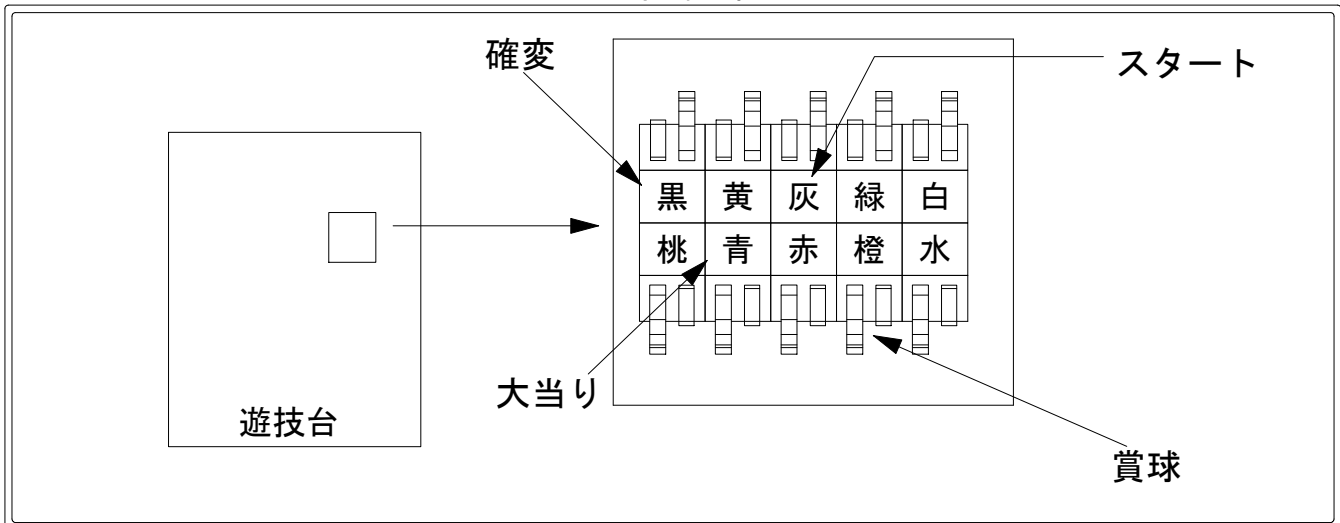 確変
スタート
黒 黄 灰 緑 白
桃 青 赤 橙 水
大当り
遊技台
賞球